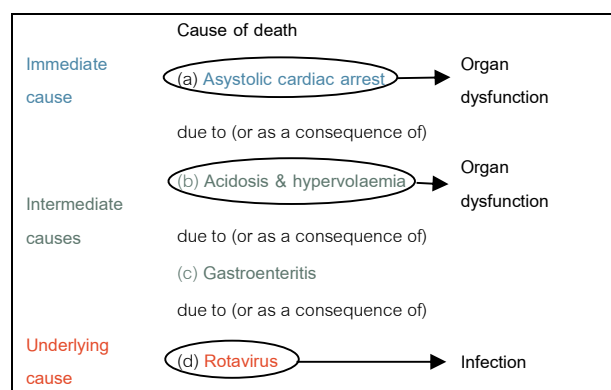 Cause of death
Immediate cause
(a) Asystolic cardiac arrest
Organ dysfunction
due to (or as a consequence of)
Intermediate causes
(b) Acidosis & hypervolaemia
Organ dysfunction
due to (or as a consequence of)
(c) Gastroenteritis
due to (or as a consequence of)
Underlying cause
(d) Rotavirus
Infection